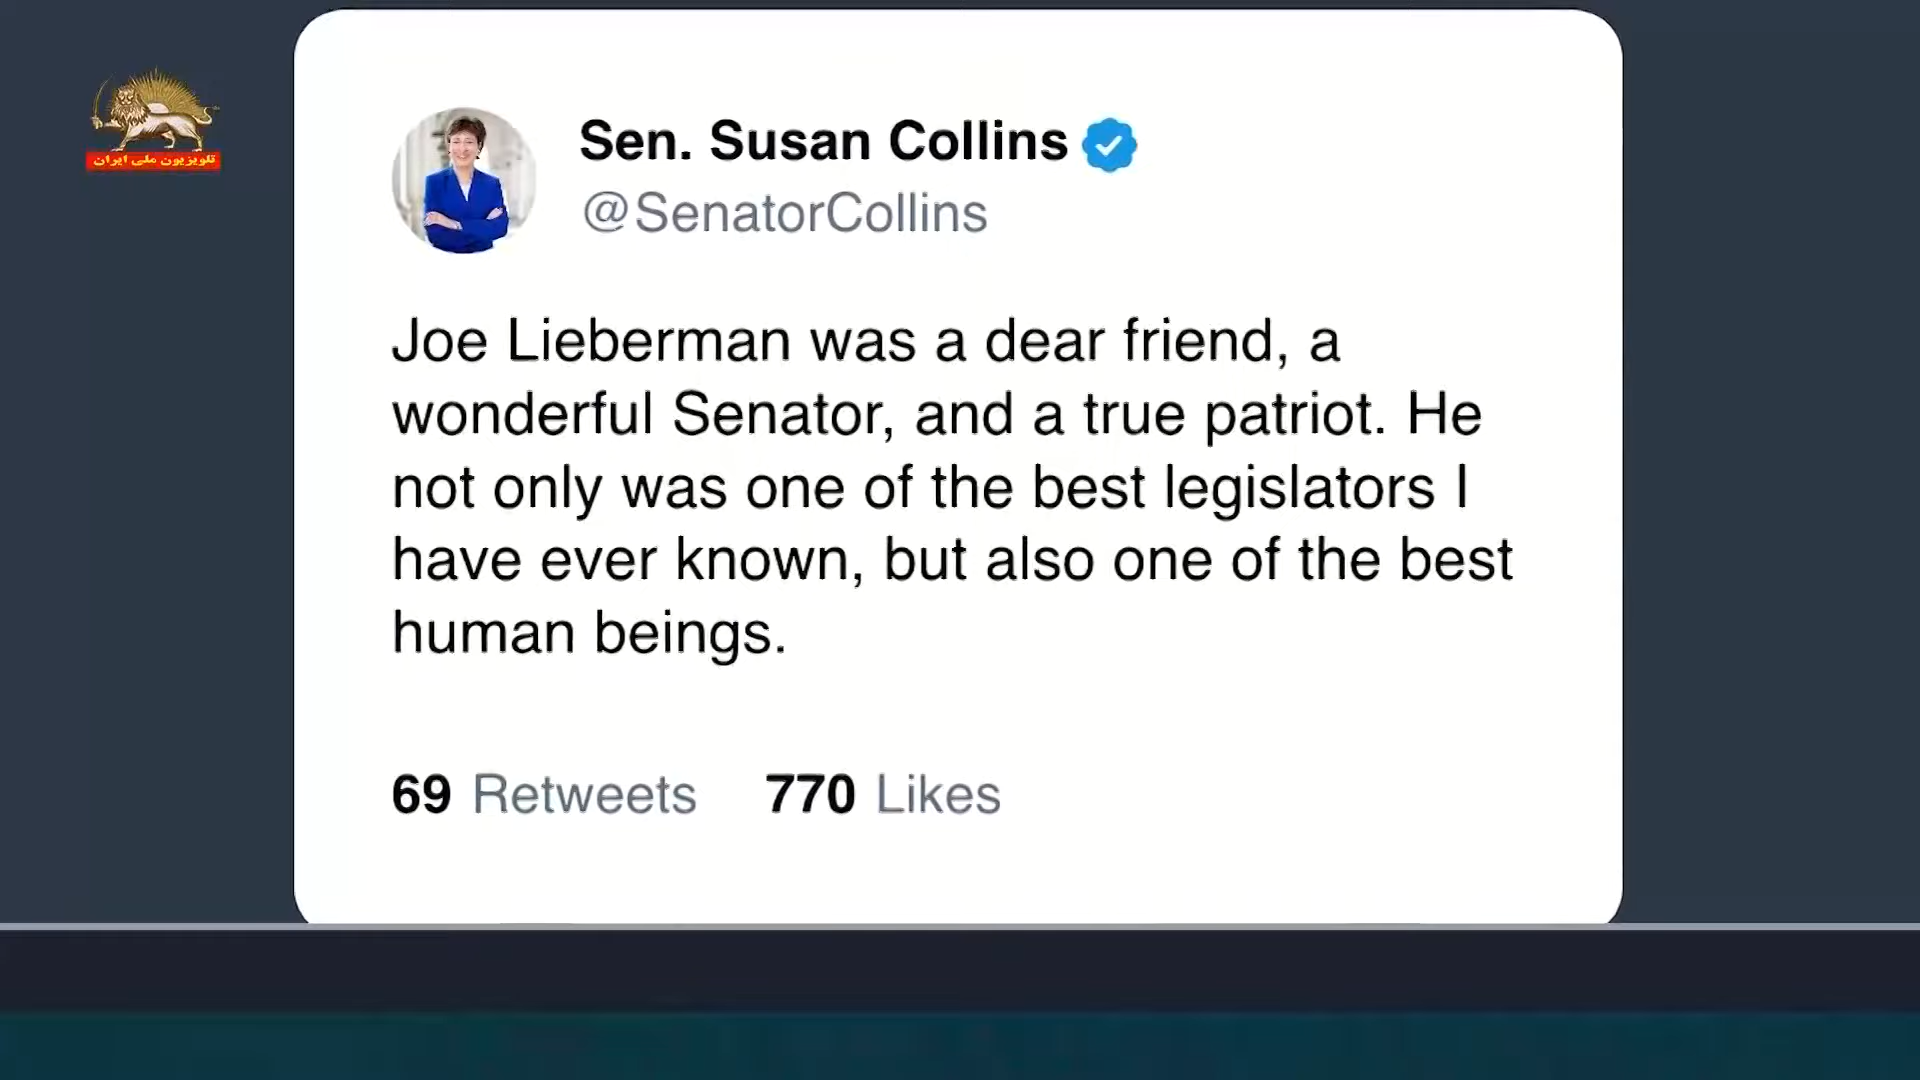 تلویزیون ملی ایران
Sen. Susan Collins
@SenatorCollins
Joe Lieberman was a dear friend, a
wonderful Senator, and a true patriot. He
not only was one of the best legislators I
have ever known, but also one of the best
human beings.
69 Retweets 770 Likes